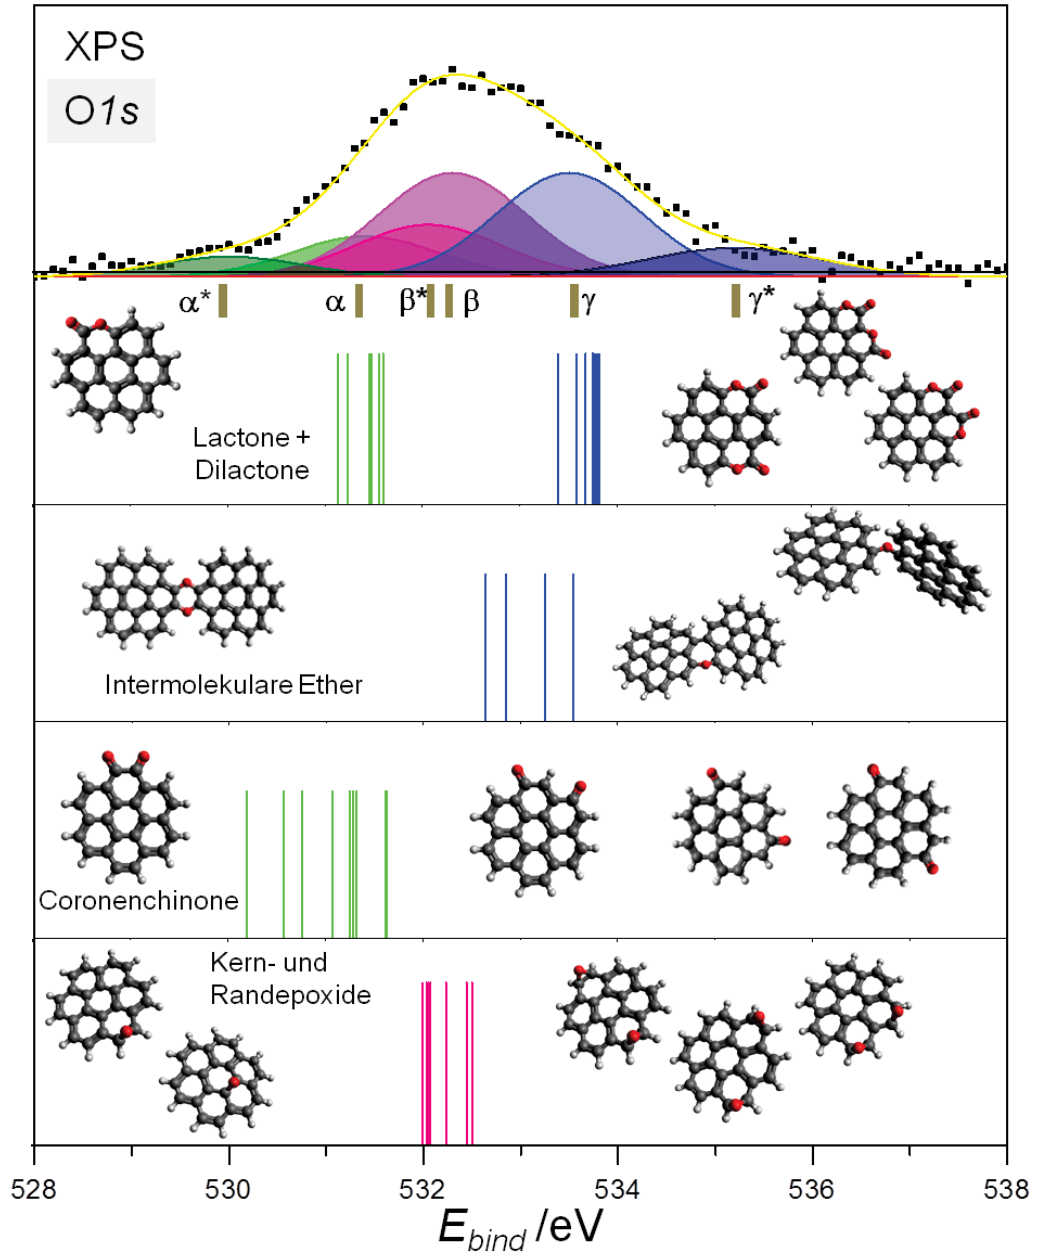 XPS
O1s
α* α β* β γ γ*
Lactone +
Dilactone
Intermolekulare Ether
Coronenchinone
Kern- und
Randepoxide
528 530 532 534 536 538
E_bind /eV